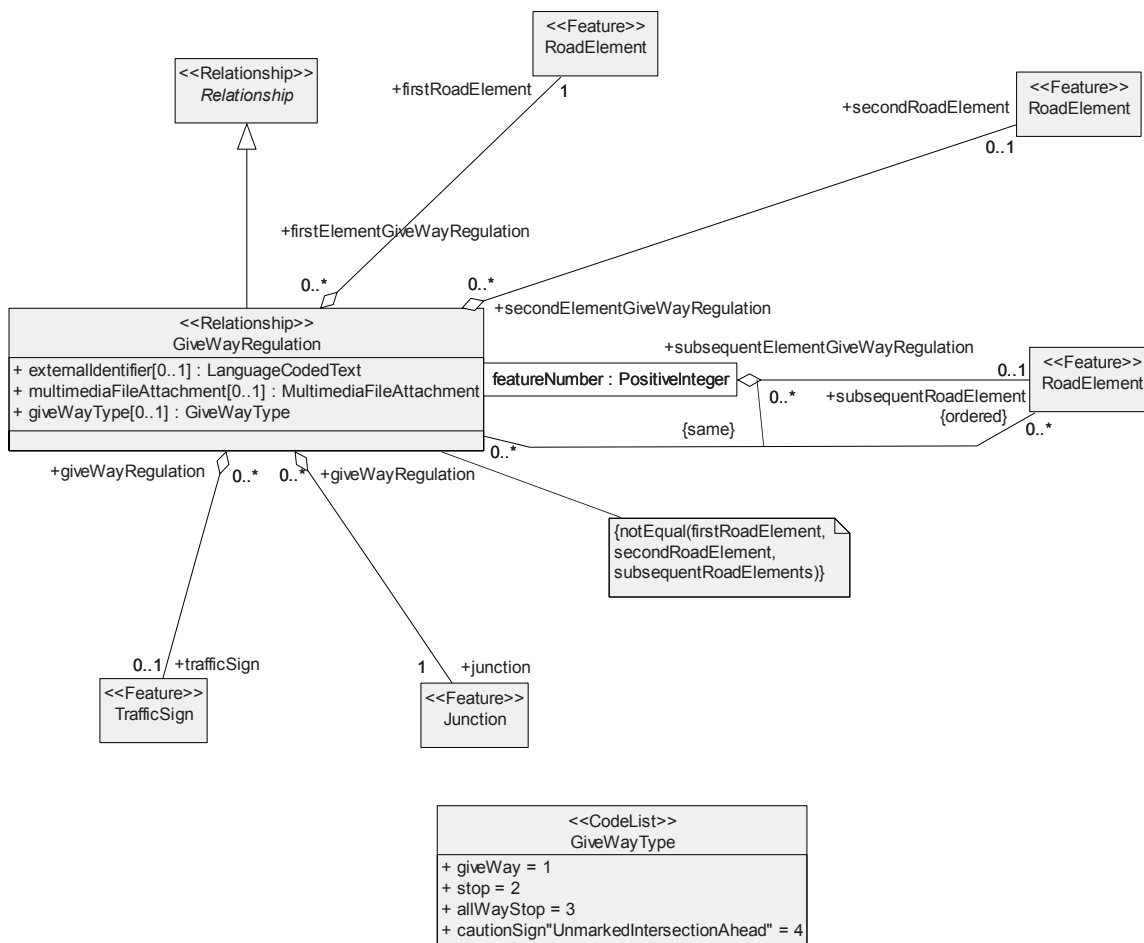 <<Feature>>
RoadElement
<<Relationship>>
Relationship
+firstRoadElement
1
<<Feature>>
RoadElement
+secondRoadElement
0..1
+firstElementGiveWayRegulation
0..*
0..*
+secondElementGiveWayRegulation
<<Relationship>>
GiveWayRegulation
+ externalIdentifier[0..1] : LanguageCodedText
+ multimediaFileAttachment[0..1] : MultimediaFileAttachment
+ giveWayType[0..1] : GiveWayType
+subsequentElementGiveWayRegulation
featureNumber : PositiveInteger
0..*
0..1
<<Feature>>
RoadElement
+subsequentRoadElement
{ordered}
0..*
{same}
0..*
+giveWayRegulation
0..*
0..*
+giveWayRegulation
{notEqual(firstRoadElement,
secondRoadElement,
subsequentRoadElements)}
0..1
+trafficSign
1
+junction
<<Feature>>
TrafficSign
<<Feature>>
Junction
<<CodeList>>
GiveWayType
+ giveWay = 1
+ stop = 2
+ allWayStop = 3
+ cautionSign"UnmarkedIntersectionAhead" = 4